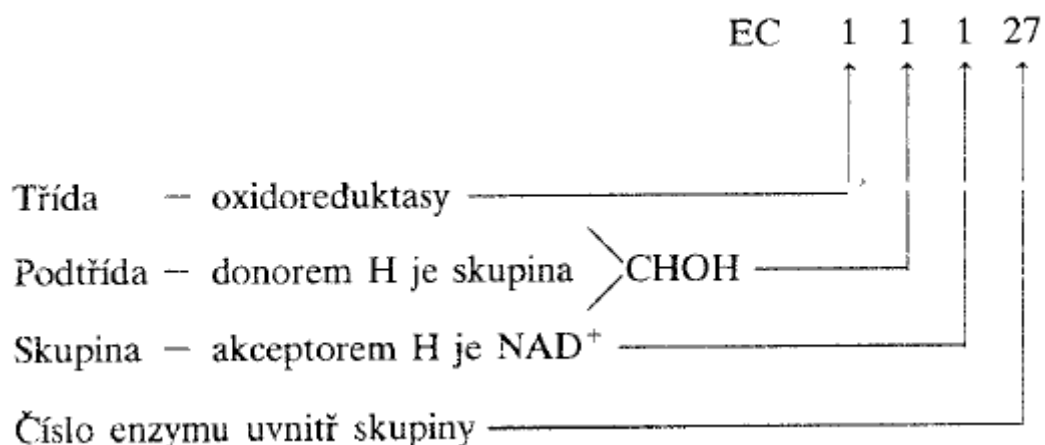 EC 1 1 1 27
Třída – oxidoreduktasy
Podtřída – donorem H je skupina CHOH
Skupina – akceptorem H je NAD⁺
Číslo enzymu uvnitř skupiny